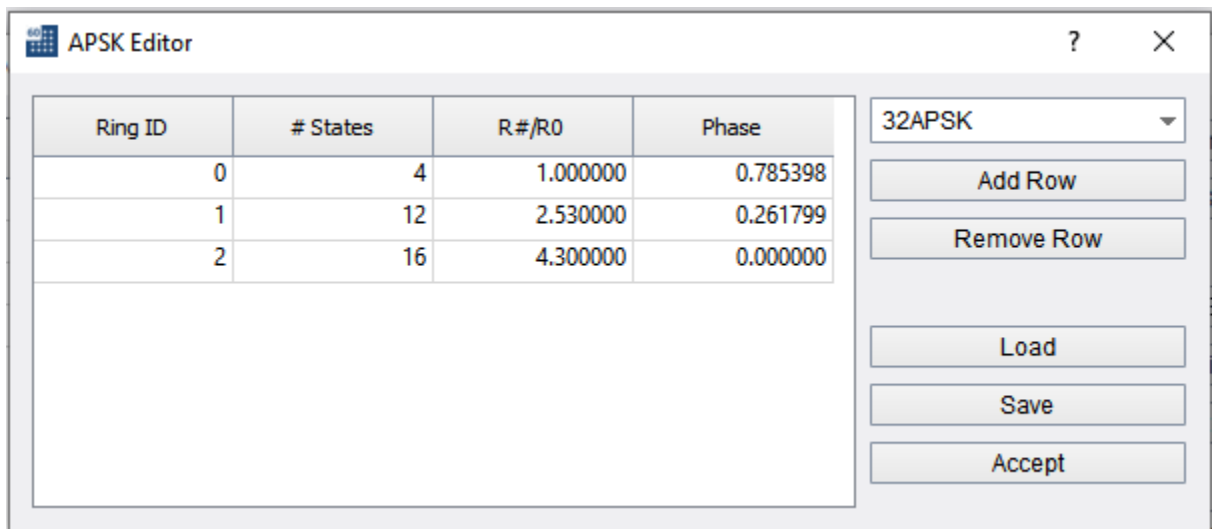 APSK Editor ?
Ring ID # States R#/R0 Phase
0 4 1.000000 0.785398
1 12 2.530000 0.261799
2 16 4.300000 0.000000
32APSK
Add Row
Remove Row
Load
Save
Accept